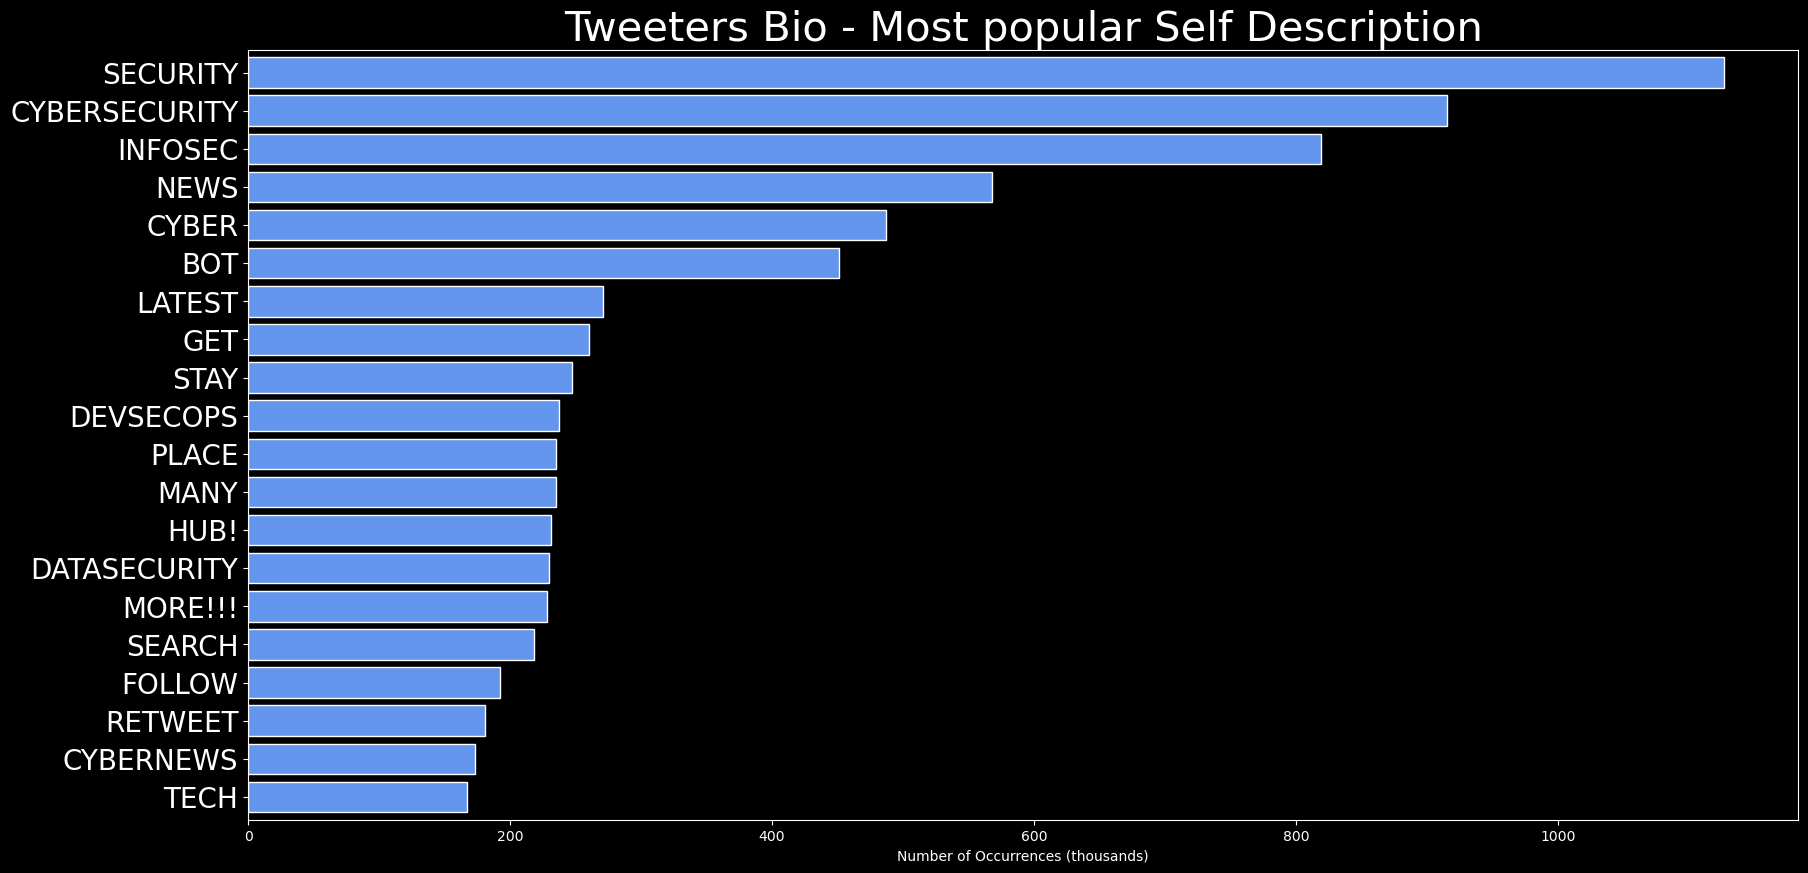 Tweeters Bio - Most popular Self Description
SECURITY
CYBERSECURITY
INFOSEC
NEWS
CYBER
BOT
LATEST
GET
STAY
DEVSECOPS
PLACE
MANY
HUB!
DATASECURITY
MORE!!!
SEARCH
FOLLOW
RETWEET
CYBERNEWS
TECH
0 200 400 600 800 1000
Number of Occurrences (thousands)